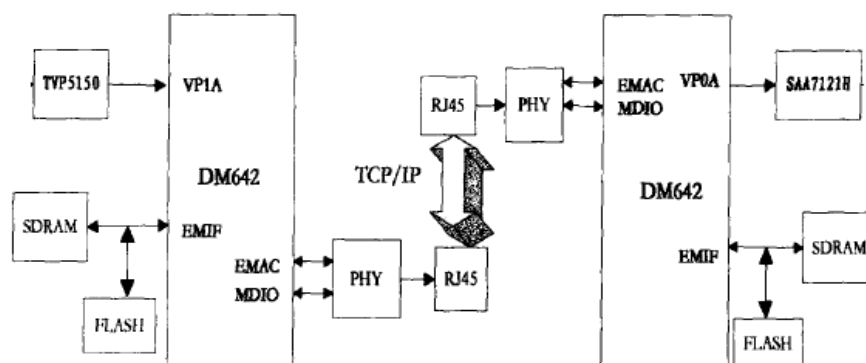 TVP5150
VP1A
DM642
SDRAM
EMIF
FLASH
EMAC
MDIO
PHY
RJ45
TCP/IP
RJ45
PHY
EMAC
MDIO
VP0A
SAA7121H
DM642
EMIF
SDRAM
FLASH